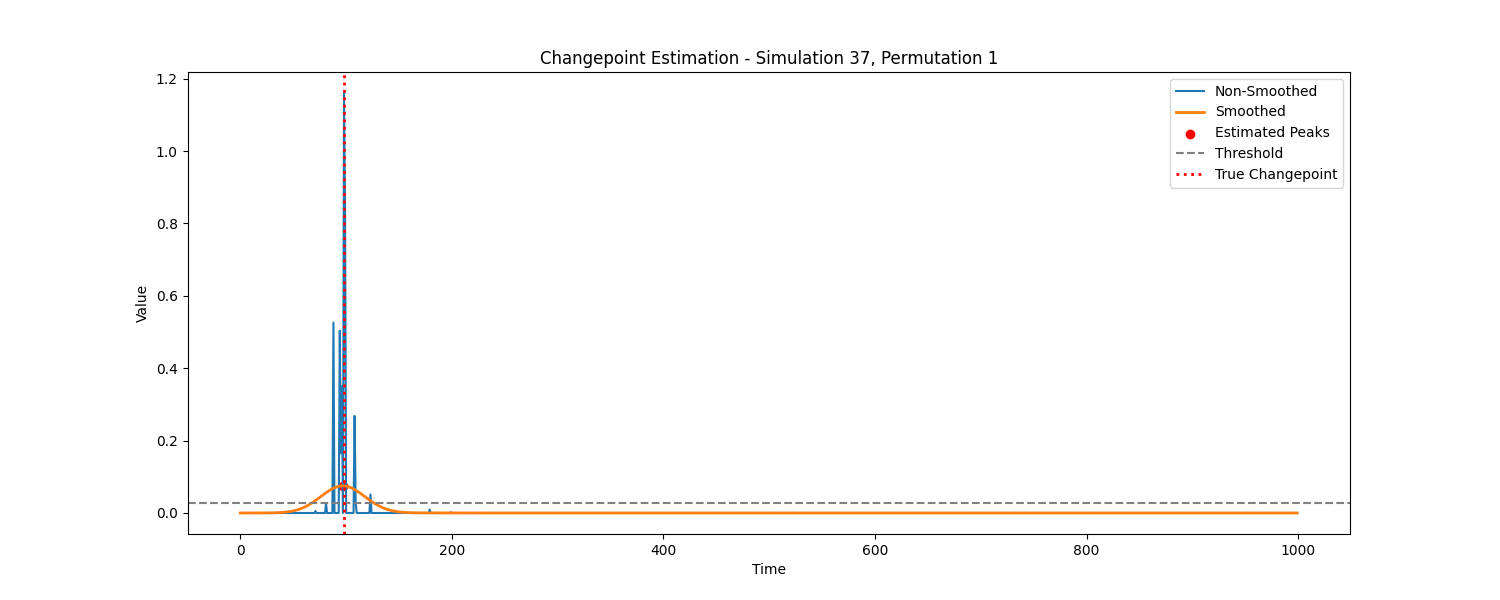 Changepoint Estimation - Simulation 37, Permutation 1
1.2
1.0
0.8
0.6
0.4
0.2
0.0
Value
Non-Smoothed
Smoothed
Estimated Peaks
Threshold
True Changepoint
0
200
400
600
800
1000
Time